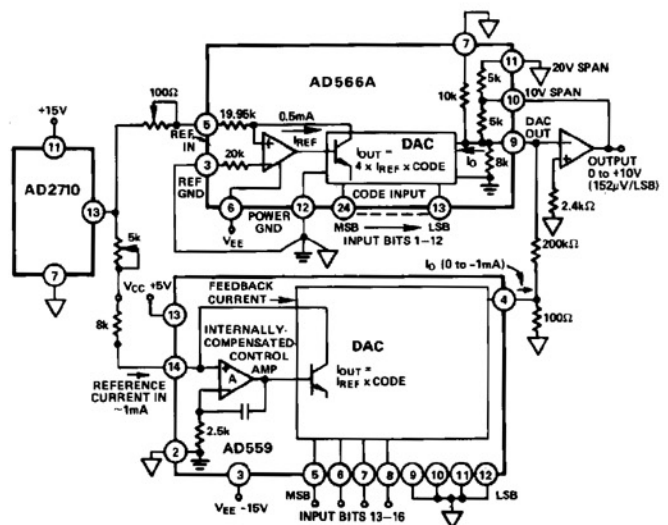 7
11
20V SPAN
AD566A
5k
10V SPAN
100Ω
10k
10
+15V
5
19.95k
0.5mA
5k
DAC OUT
REF IN
IREF
DAC
9
11
3
20k
IOUT = 4 × IREF × CODE
IO
8k
OUTPUT
0 to +10V
(152μV/LSB)
AD2710
REF GND
CODE INPUT
13
6
POWER GND
12
24
13
2.4kΩ
VEE
MSB
LSB
INPUT BITS 1–12
5k
200kΩ
7
VCC +5V
FEEDBACK CURRENT
IO (0 to -1mA)
4
8k
13
INTERNALLY-COMPENSATED CONTROL AMP
DAC
100Ω
14
A
IOUT = IREF × CODE
REFERENCE CURRENT IN ~1mA
2.5k
2
AD559
3
5
6
7
8
9
10
11
12
VEE -15V
MSB
LSB
INPUT BITS 13–16